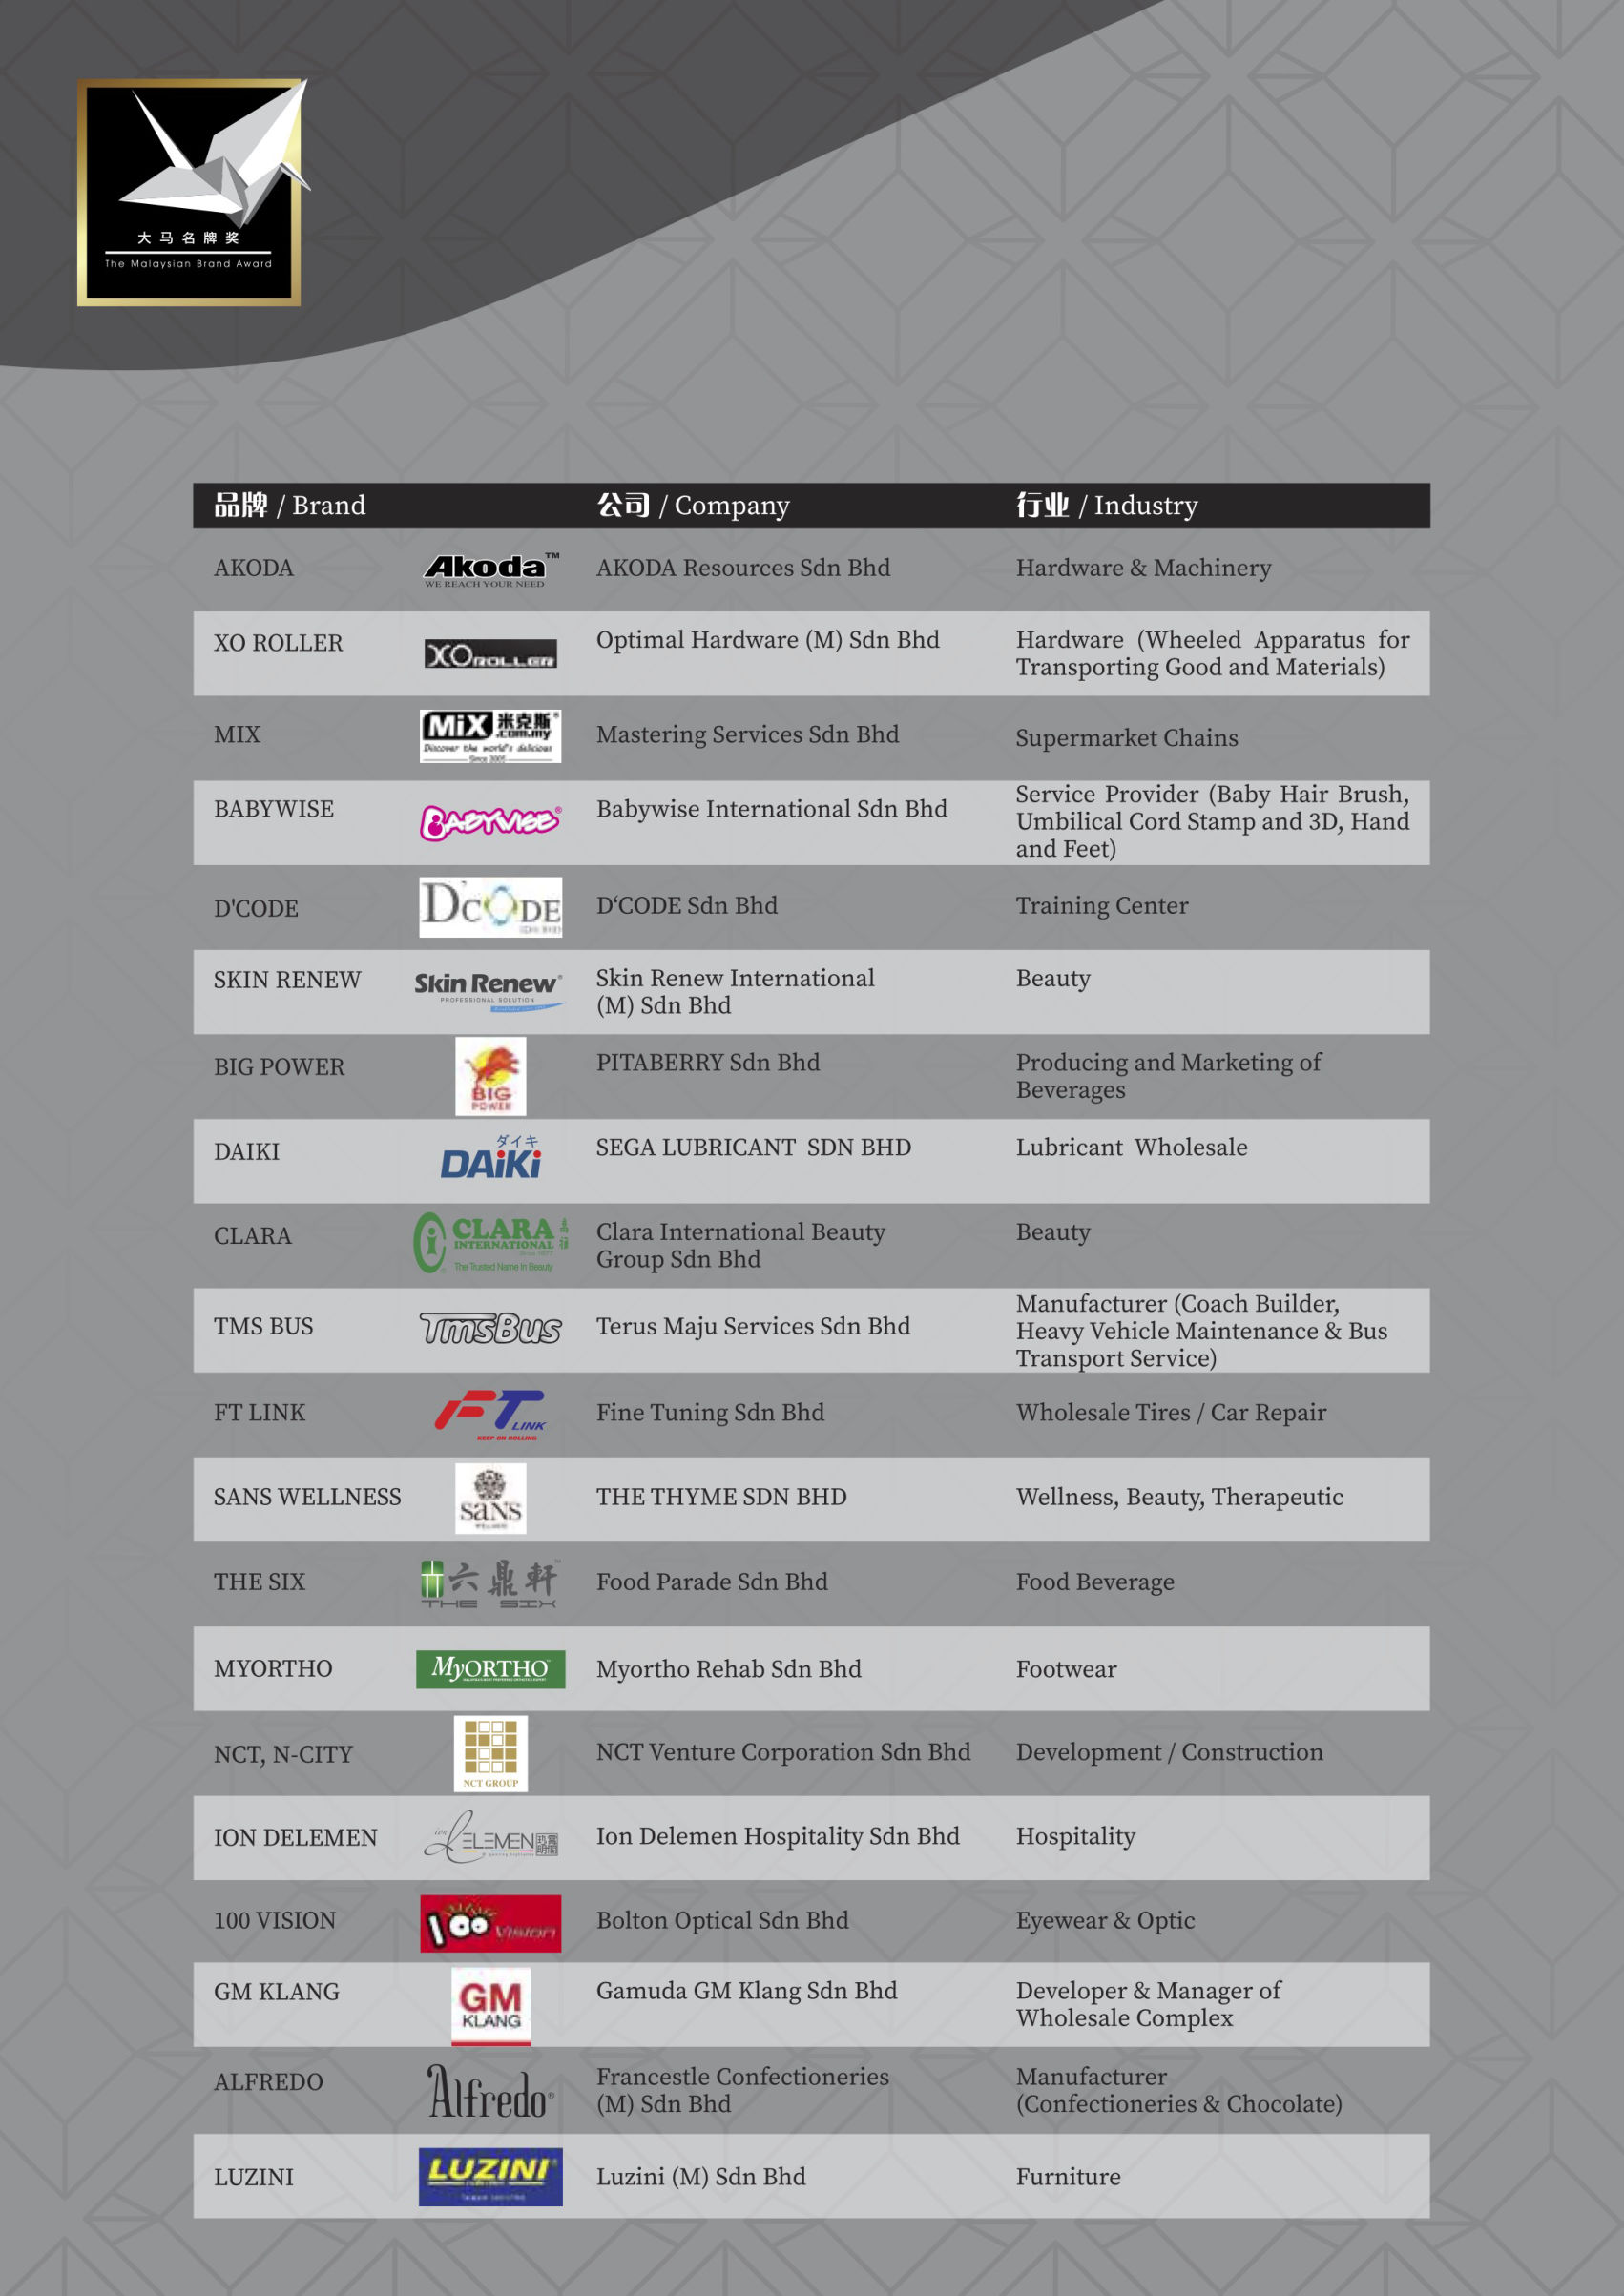 大马名牌奖
The Malaysian Brand Award
品牌 / Brand 公司 / Company 行业 / Industry
AKODA
Akoda™
WE REACH YOUR NEED
AKODA Resources Sdn Bhd
Hardware & Machinery
XO ROLLER
XO ROLLER
Optimal Hardware (M) Sdn Bhd
Hardware (Wheeled Apparatus for
Transporting Good and Materials)
MIX
MiX 米克斯®
.com.my
Discover the world's delicious
Mastering Services Sdn Bhd
Supermarket Chains
BABYWISE
BABYWISE®
Babywise International Sdn Bhd
Service Provider (Baby Hair Brush,
Umbilical Cord Stamp and 3D, Hand
and Feet)
D'CODE
D'CODE
D‘CODE Sdn Bhd
Training Center
SKIN RENEW
Skin Renew®
PROFESSIONAL SOLUTION
Skin Renew International
(M) Sdn Bhd
Beauty
BIG POWER
BIG
POWER
PITABERRY Sdn Bhd
Producing and Marketing of
Beverages
DAIKI
ダイキ
DAiKi
SEGA LUBRICANT SDN BHD
Lubricant Wholesale
CLARA
CLARA
INTERNATIONAL
The Trusted Name In Beauty
Clara International Beauty
Group Sdn Bhd
Beauty
TMS BUS
TmsBus
Terus Maju Services Sdn Bhd
Manufacturer (Coach Builder,
Heavy Vehicle Maintenance & Bus
Transport Service)
FT LINK
FT LINK
KEEP ON ROLLING
Fine Tuning Sdn Bhd
Wholesale Tires / Car Repair
SANS WELLNESS
saNS
WELLNESS
THE THYME SDN BHD
Wellness, Beauty, Therapeutic
THE SIX
六鼎軒
THE SIX
Food Parade Sdn Bhd
Food Beverage
MYORTHO
MyORTHO
Myortho Rehab Sdn Bhd
Footwear
NCT, N-CITY
NCT GROUP
NCT Venture Corporation Sdn Bhd
Development / Construction
ION DELEMEN
ion DELEMEN
Ion Delemen Hospitality Sdn Bhd
Hospitality
100 VISION
100 Vision
Bolton Optical Sdn Bhd
Eyewear & Optic
GM KLANG
GM
KLANG
Gamuda GM Klang Sdn Bhd
Developer & Manager of
Wholesale Complex
ALFREDO
Alfredo®
Francestle Confectioneries
(M) Sdn Bhd
Manufacturer
(Confectioneries & Chocolate)
LUZINI
LUZINI®
Luzini (M) Sdn Bhd
Furniture